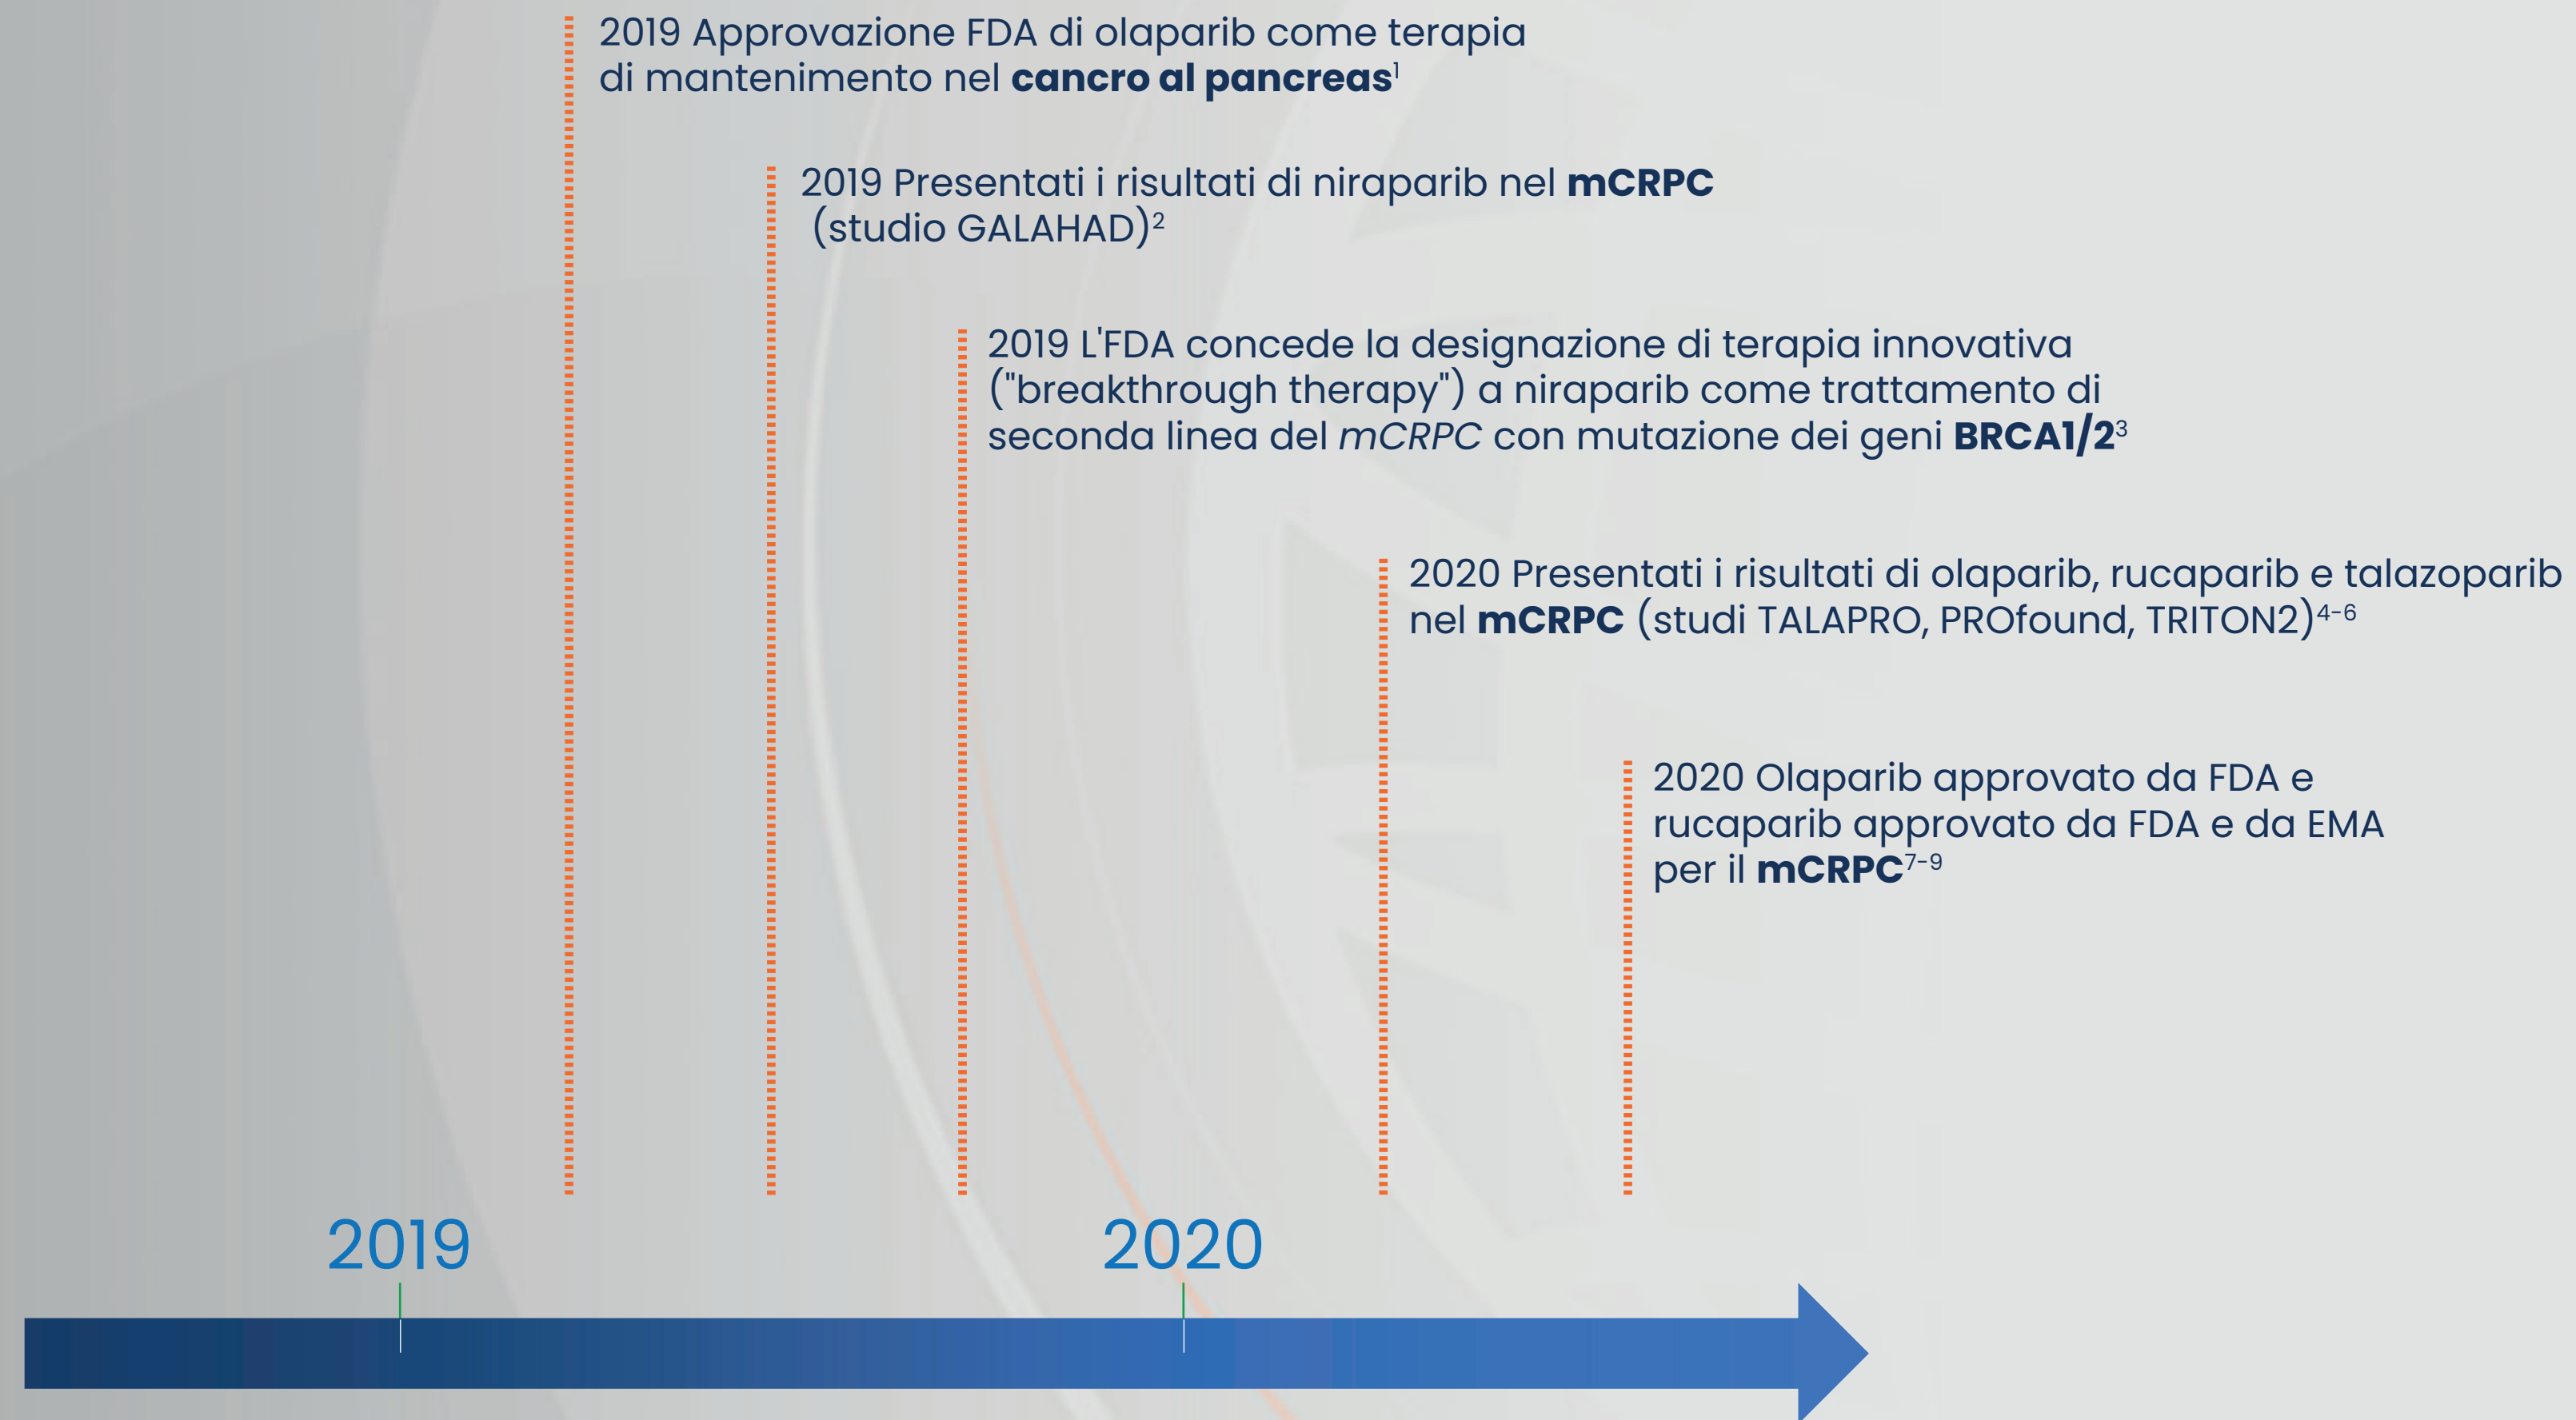 2019 Approvazione FDA di olaparib come terapia
di mantenimento nel cancro al pancreas¹
2019 Presentati i risultati di niraparib nel mCRPC
(studio GALAHAD)²
2019 L'FDA concede la designazione di terapia innovativa
("breakthrough therapy") a niraparib come trattamento di
seconda linea del mCRPC con mutazione dei geni BRCA1/2³
2020 Presentati i risultati di olaparib, rucaparib e talazoparib
nel mCRPC (studi TALAPRO, PROfound, TRITON2)⁴⁻⁶
2020 Olaparib approvato da FDA e
rucaparib approvato da FDA e da EMA
per il mCRPC⁷⁻⁹
2019
2020